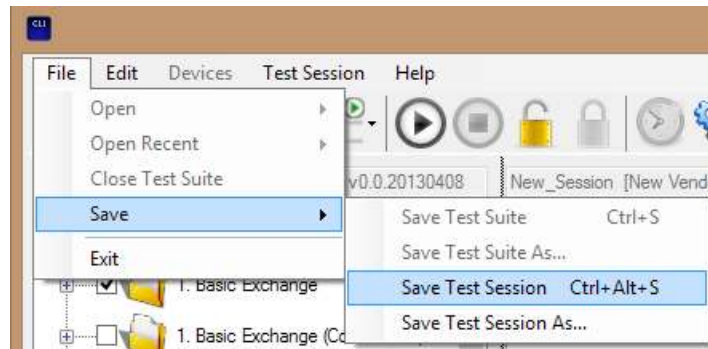 CLI
File Edit Devices Test Session Help
Open
Open Recent
Close Test Suite
v0.0.20130408 New_Session [New Vend
Save
Save Test Suite Ctrl+S
Exit
Save Test Suite As...
1. Basic Exchange
Save Test Session Ctrl+Alt+S
1. Basic Exchange (Co
Save Test Session As...